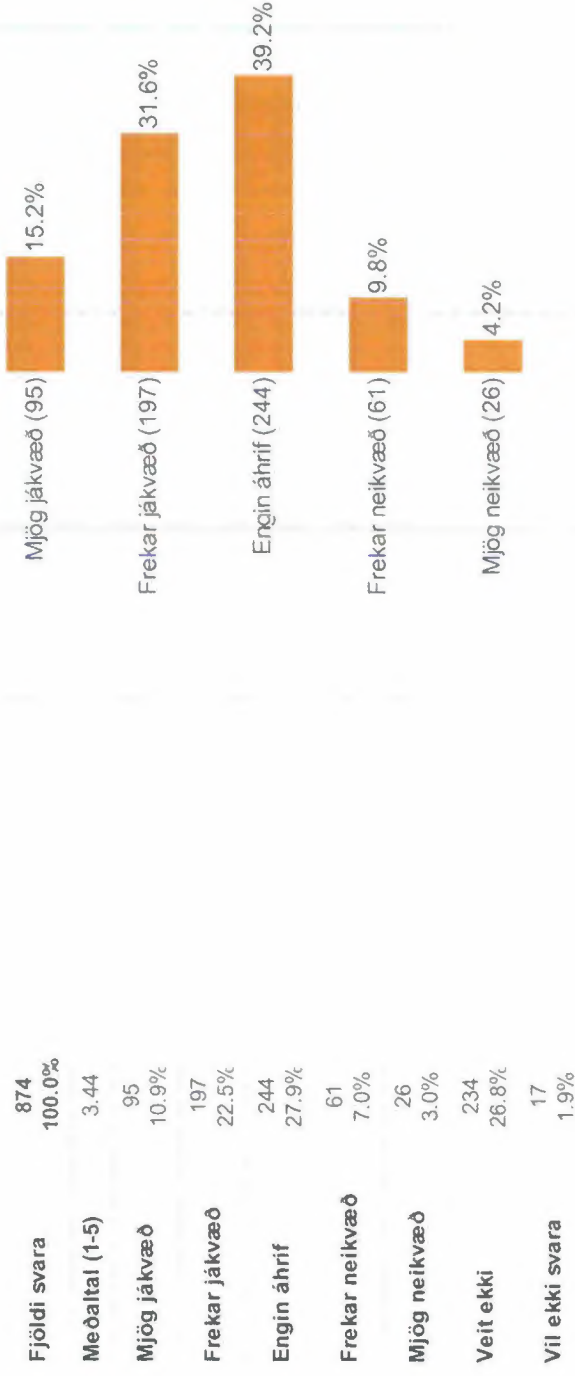 Fjöldi svara
874
100.0%
Meðaltal (1-5)
3.44
Mjög jákvæð
95
10.9%
Frekar jákvæð
197
22.5%
Engin áhrif
244
27.9%
Frekar neikvæð
61
7.0%
Mjög neikvæð
26
3.0%
Veit ekki
234
26.8%
Vil ekki svara
17
1.9%
Mjög jákvæð (95)
15.2%
Frekar jákvæð (197)
31.6%
Engin áhrif (244)
39.2%
Frekar neikvæð (61)
9.8%
Mjög neikvæð (26)
4.2%